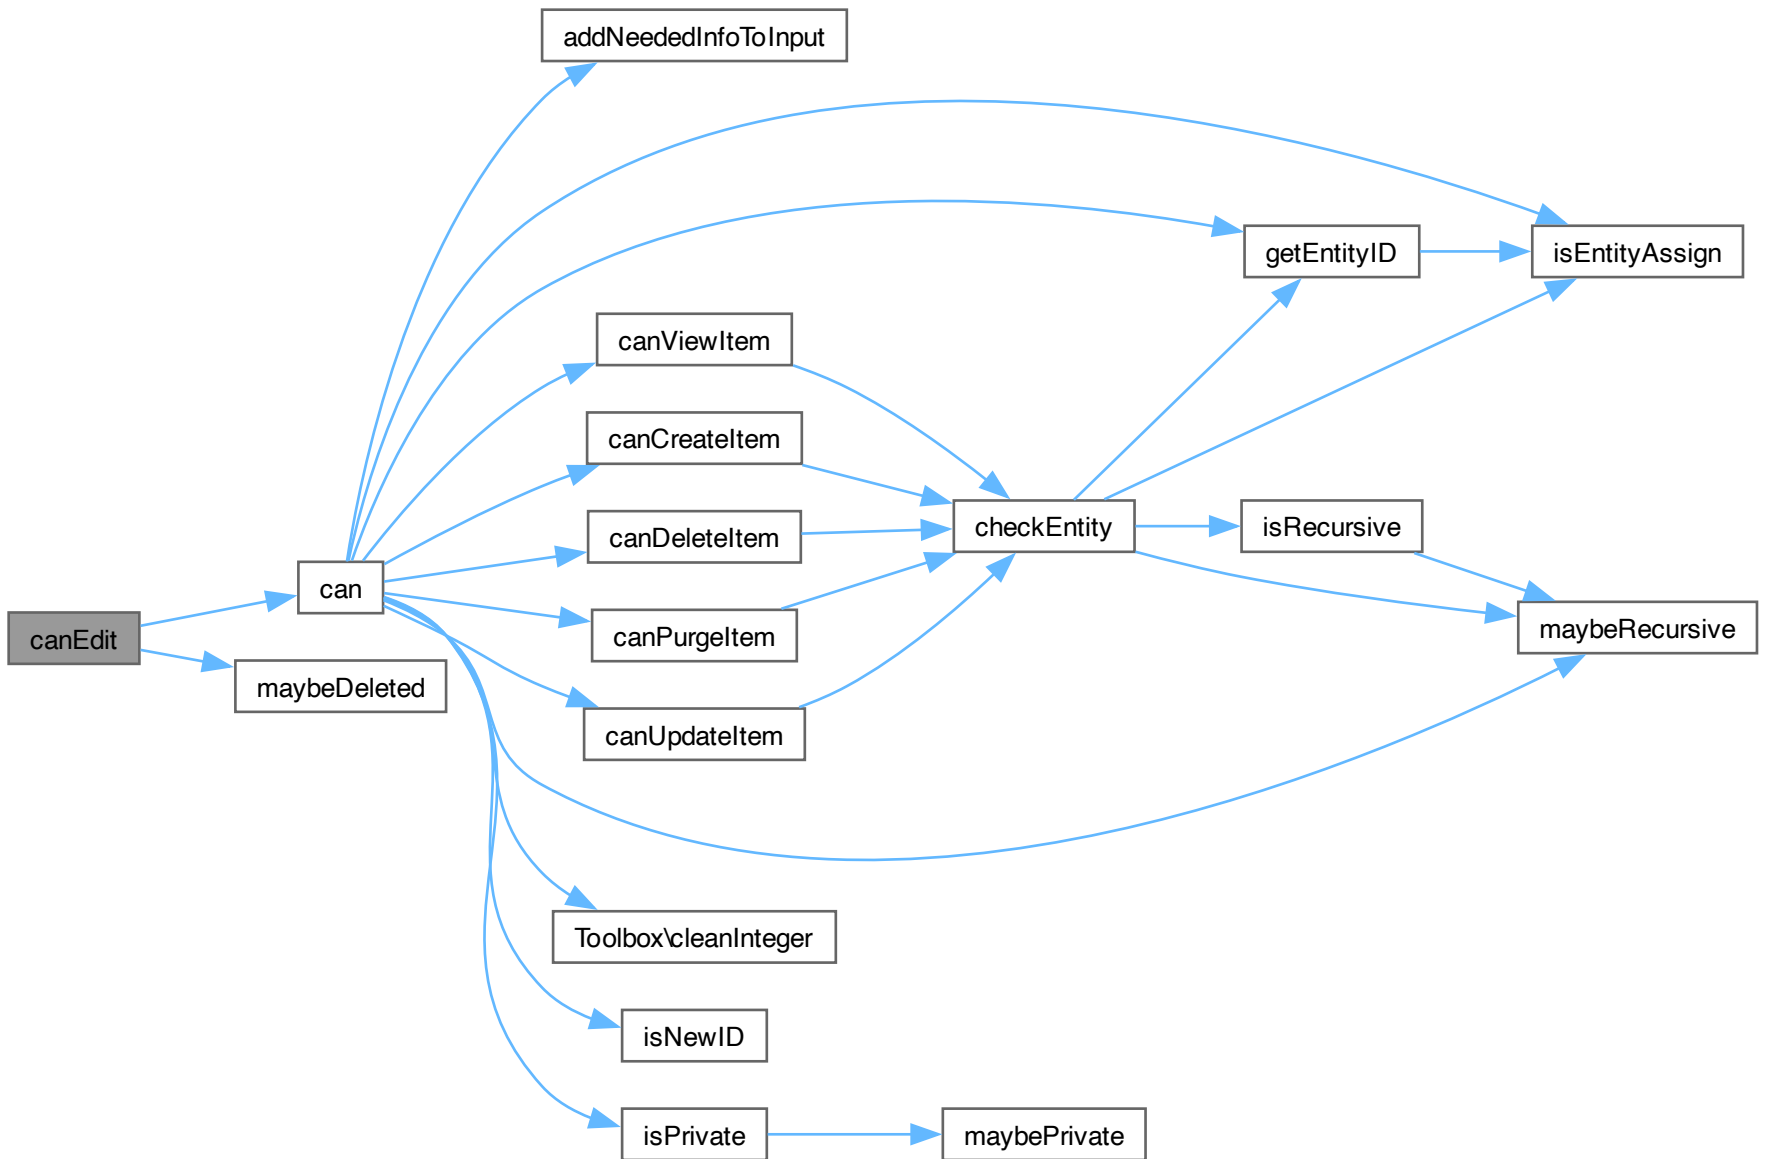 addNeededInfoToInput
getEntityID
isEntityAssign
canViewItem
canCreateItem
canDeleteItem
checkEntity
isRecursive
can
canEdit
canPurgeItem
maybeRecursive
maybeDeleted
canUpdateItem
Toolbox\cleanInteger
isNewID
isPrivate
maybePrivate